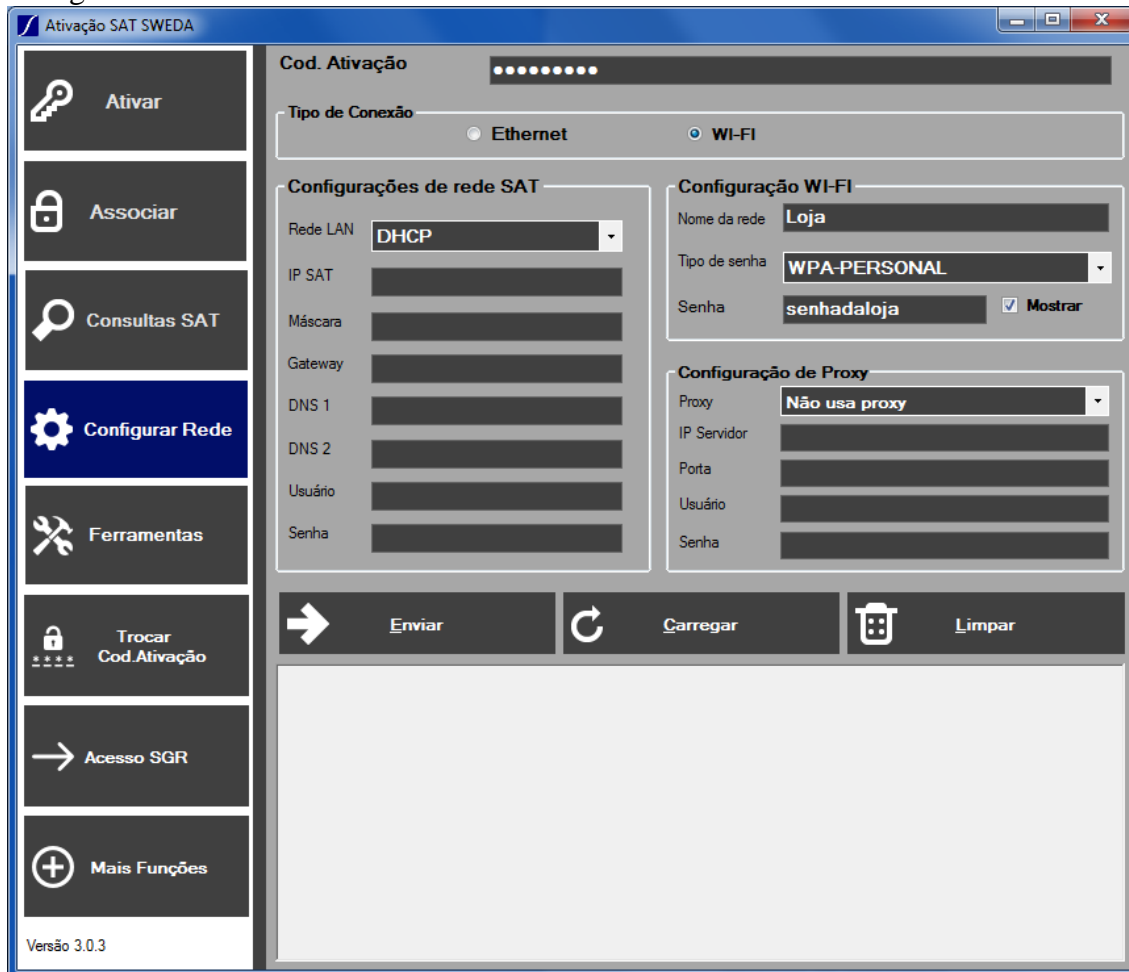 Ativação SAT SWEDA
Ativar
Associar
Consultas SAT
Configurar Rede
Ferramentas
Trocar
Cod.Ativação
Acesso SGR
Mais Funções
Versão 3.0.3
Cod. Ativação
Tipo de Conexão
Ethernet
WI-FI
Configurações de rede SAT
Rede LAN DHCP
IP SAT
Máscara
Gateway
DNS 1
DNS 2
Usuário
Senha
Configuração WI-FI
Nome da rede Loja
Tipo de senha WPA-PERSONAL
Senha senhadaloja Mostrar
Configuração de Proxy
Proxy Não usa proxy
IP Servidor
Porta
Usuário
Senha
Enviar
Carregar
Limpar